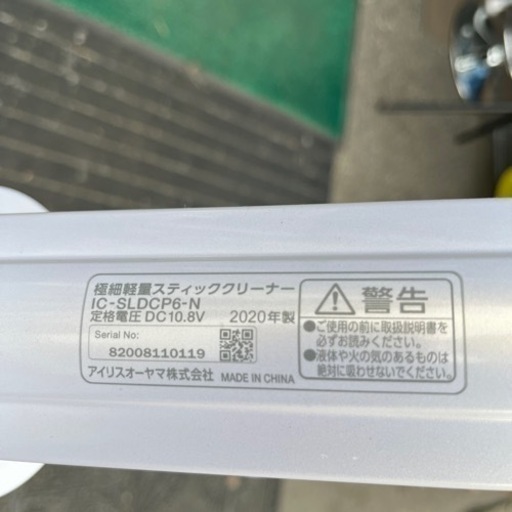 極細軽量スティッククリーナー
IC-SLDCP6-N
定格電圧 DC10.8V 2020年製
Serial No:
82008110119
アイリスオーヤマ株式会社 MADE IN CHINA
警告
●ご使用の前に取扱説明書を
必ずお読みください。
●液体や火の気のあるものは
絶対に吸わせないでください。